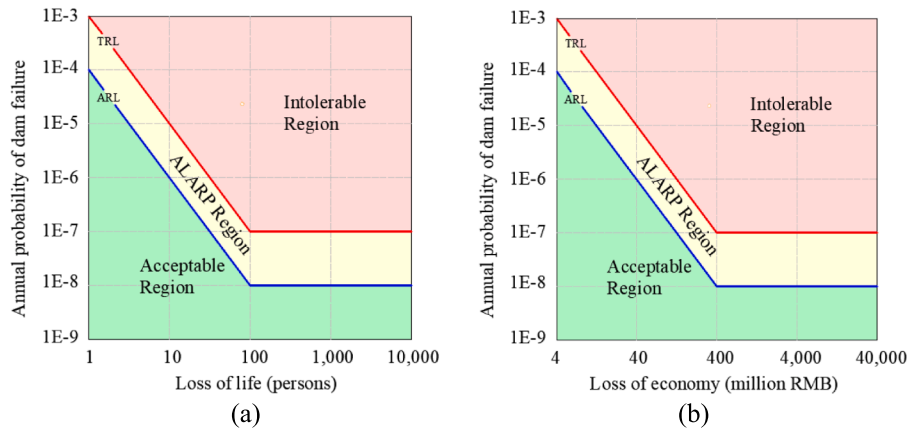 1E-3
1E-4
1E-5
1E-6
1E-7
1E-8
1E-9
Annual probability of dam failure
TRL
ARL
Intolerable
Region
ALARP Region
Acceptable
Region
1 10 100 1,000 10,000
Loss of life (persons)
(a)
1E-3
1E-4
1E-5
1E-6
1E-7
1E-8
1E-9
Annual probability of dam failure
TRL
ARL
Intolerable
Region
ALARP Region
Acceptable
Region
4 40 400 4,000 40,000
Loss of economy (million RMB)
(b)